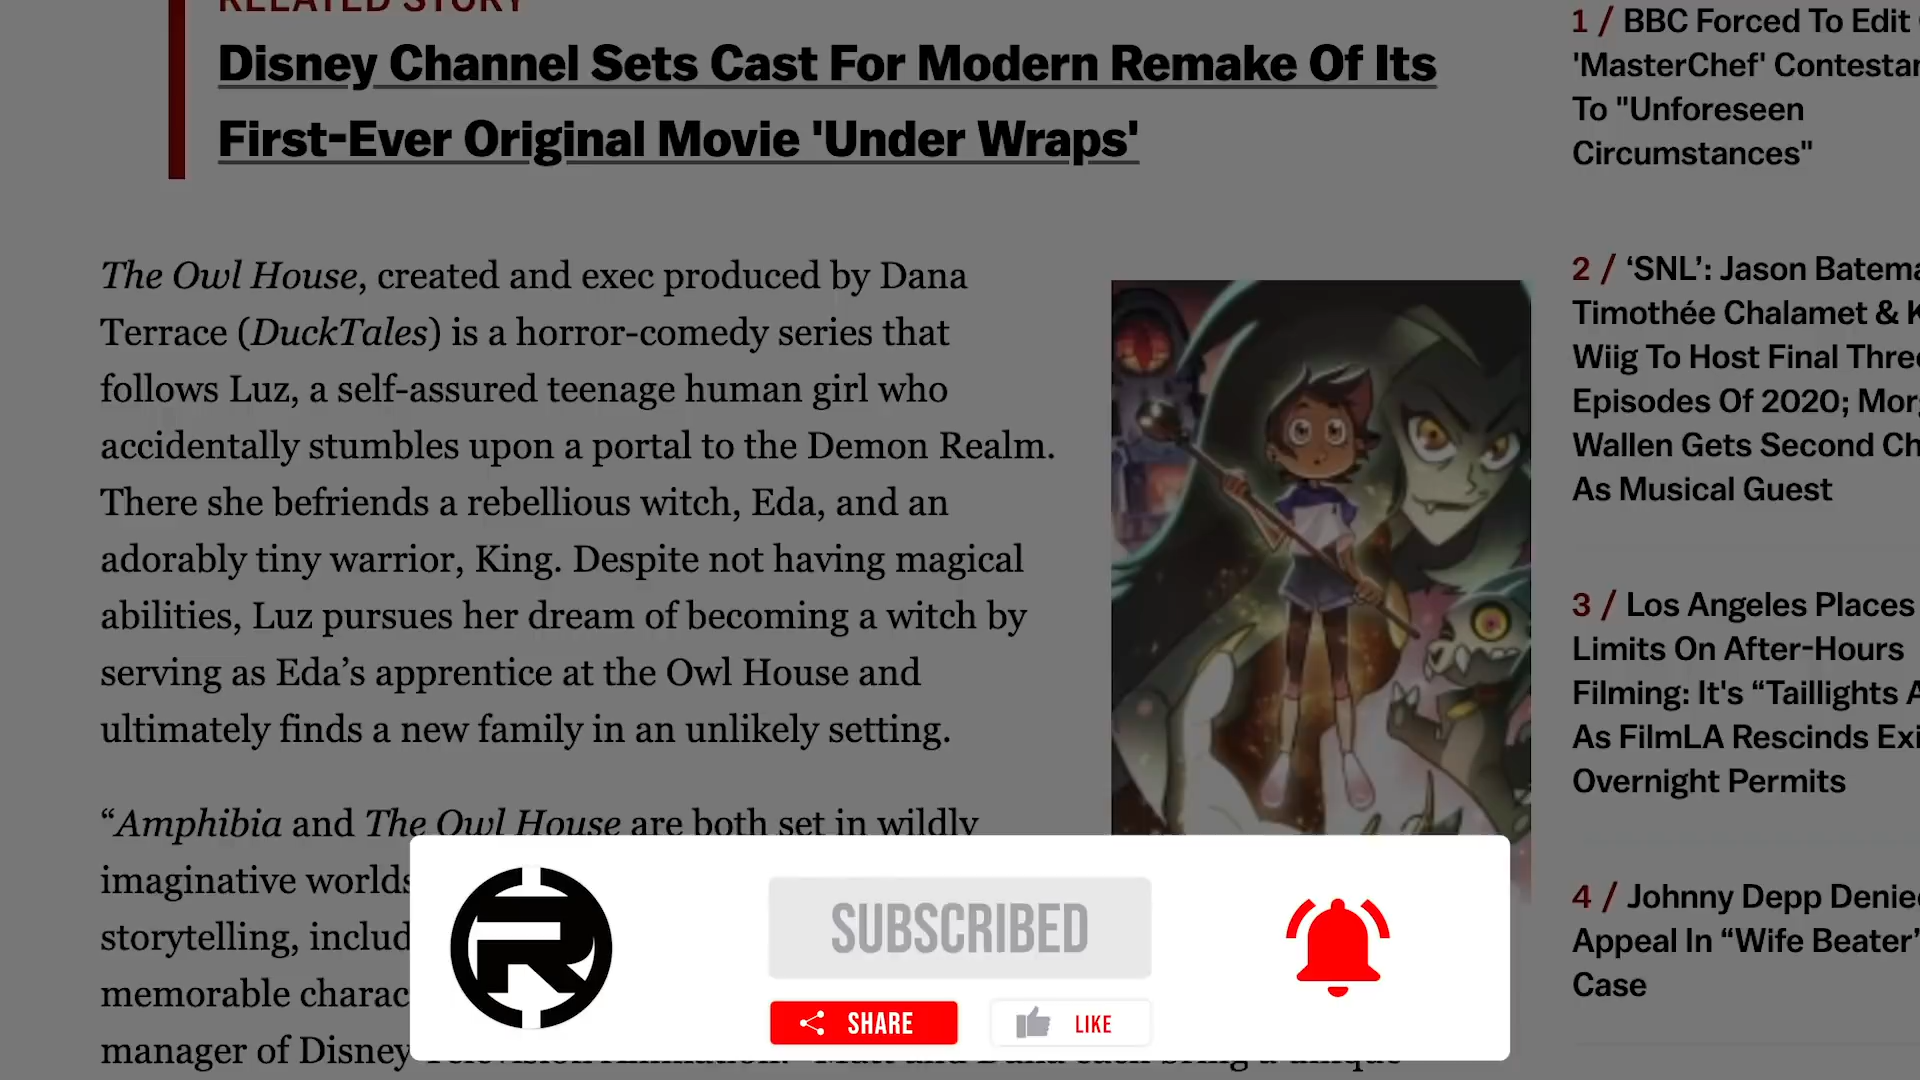 RELATED STORY
Disney Channel Sets Cast For Modern Remake Of Its
First-Ever Original Movie 'Under Wraps'
The Owl House, created and exec produced by Dana
Terrace (DuckTales) is a horror-comedy series that
follows Luz, a self-assured teenage human girl who
accidentally stumbles upon a portal to the Demon Realm.
There she befriends a rebellious witch, Eda, and an
adorably tiny warrior, King. Despite not having magical
abilities, Luz pursues her dream of becoming a witch by
serving as Eda’s apprentice at the Owl House and
ultimately finds a new family in an unlikely setting.
“Amphibia and The Owl House are both set in wildly
imaginative worlds
storytelling, includ
memorable charac
manager of Disney
1 / BBC Forced To Edit
'MasterChef' Contestan
To "Unforeseen
Circumstances"
2 / ‘SNL’: Jason Batema
Timothée Chalamet & K
Wiig To Host Final Three
Episodes Of 2020; Mor
Wallen Gets Second Ch
As Musical Guest
3 / Los Angeles Places
Limits On After-Hours
Filming: It's “Taillights A
As FilmLA Rescinds Exi
Overnight Permits
4 / Johnny Depp Denied
Appeal In “Wife Beater”
Case
SUBSCRIBED
SHARE
LIKE